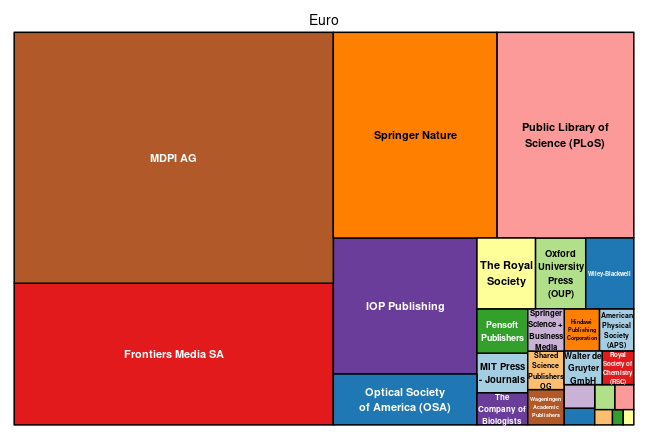 Euro
MDPI AG
Springer Nature
Public Library of
Science (PLoS)
Frontiers Media SA
IOP Publishing
Optical Society
of America (OSA)
The Royal
Society
Oxford
University
Press
(OUP)
Wiley-Blackwell
Pensoft
Publishers
Springer
Science +
Business
Media
Hindawi
Publishing
Corporation
American
Physical
Society
(APS)
MIT Press
- Journals
Shared
Science
Publishers
OG
Walter de
Gruyter
GmbH
Royal
Society of
Chemistry
(RSC)
The
Company of
Biologists
Wageningen
Academic
Publishers